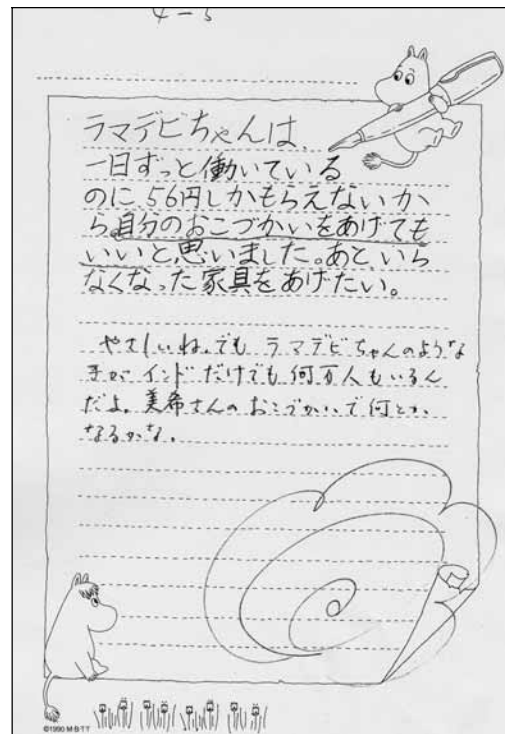 4-5
ラマデビちゃんは、
一日ずっと働いている
のに56円しかもらえないか
ら、自分のおこづかいをあげても
いいと思いました。あと、いら
なくなった家具をあげたい。
やさしいね。でもラマデビちゃんのような
子がインドだけでも何万人もいるん
だよ。美希さんのおこづかいで何とか
なるかな。
©1990 M·B·T·Y